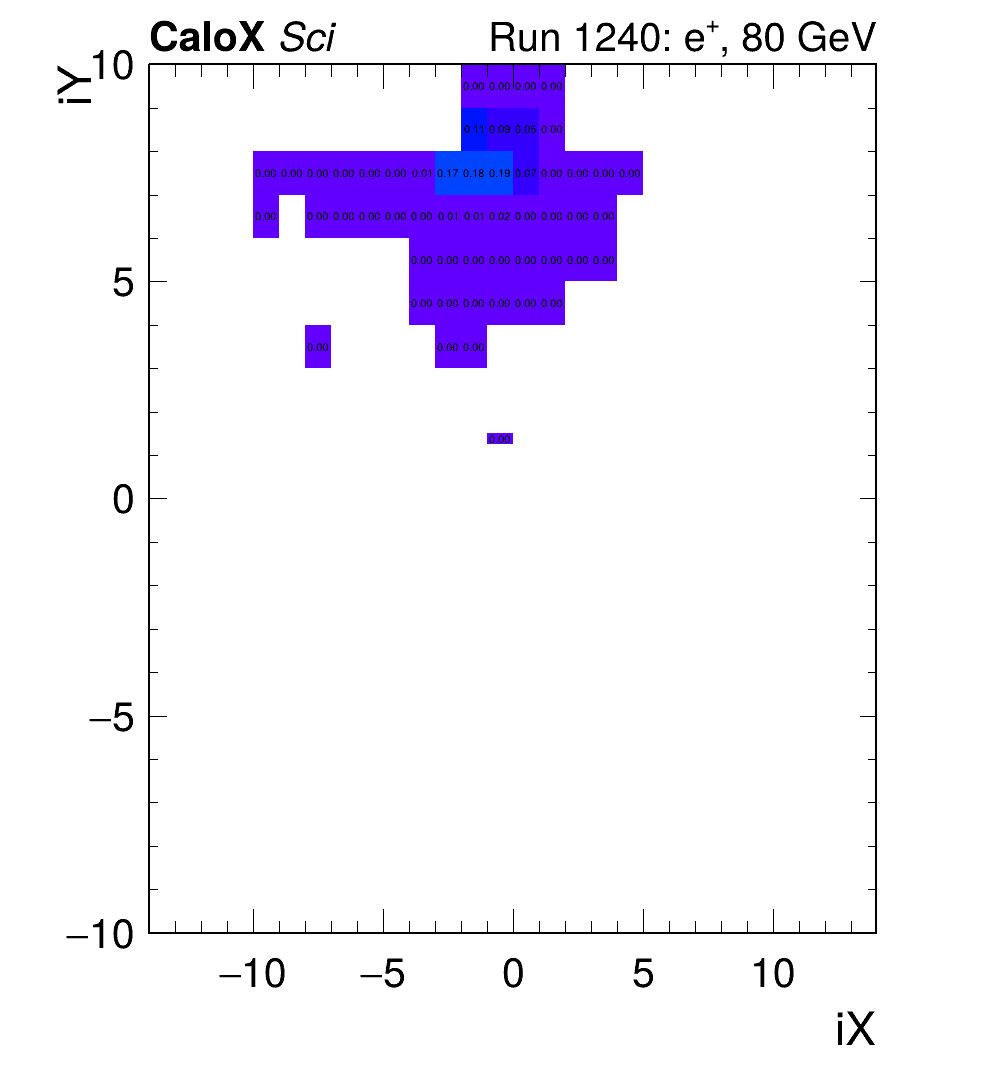 CaloX Sci Run 1240: e+, 80 GeV
iY
10
0.00 0.00 0.00 0.00
0.11 0.09 0.05 0.00
0.00 0.00 0.00 0.00 0.00 0.00 0.01 0.17 0.18 0.19 0.07 0.00 0.00 0.00 0.00
0.00 0.00 0.00 0.00 0.00 0.00 0.01 0.01 0.02 0.00 0.00 0.00 0.00
5
0.00 0.00 0.00 0.00 0.00 0.00 0.00 0.00
0.00 0.00 0.00 0.00 0.00 0.00
0.00 0.00 0.00
0.00
0
−5
−10
−10 −5 0 5 10
iX